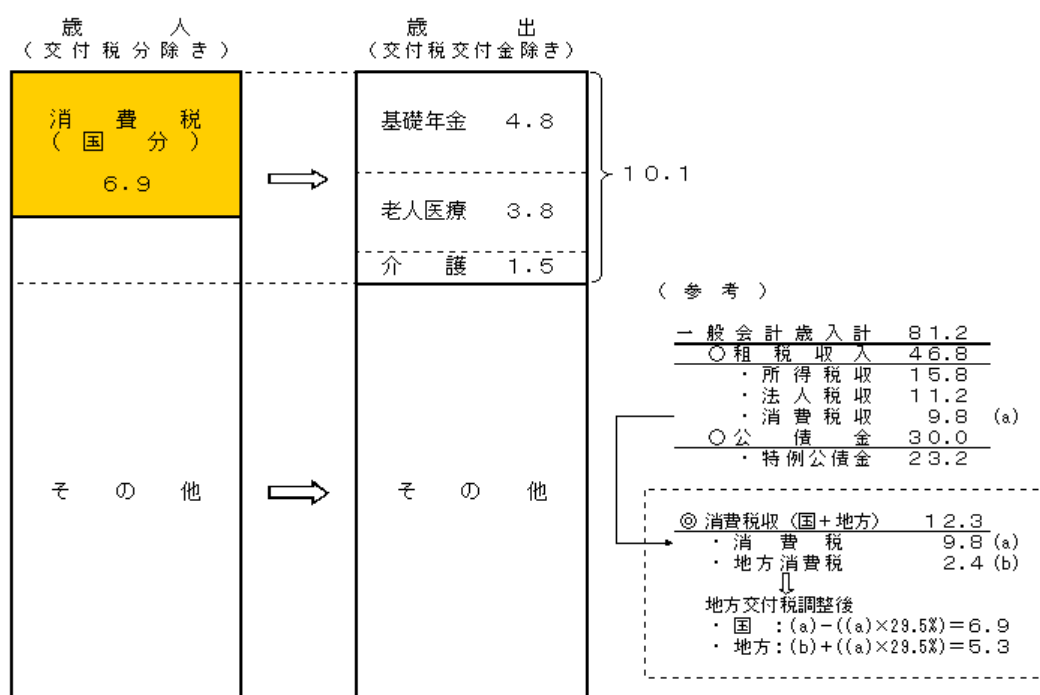 歳 入
(交付税分除き)
歳 出
(交付税交付金除き)
消 費 税
( 国 分 )
6.9
基礎年金 4.8
老人医療 3.8
介 護 1.5
10.1
そ の 他
そ の 他
( 参 考 )
一般会計歳入計 81.2
○租 税 収 入 46.8
・所得税収 15.8
・法人税収 11.2
・消費税収 9.8 (a)
○公 債 金 30.0
・特例公債金 23.2
◎消費税収(国+地方) 12.3
・消 費 税 9.8(a)
・地方消費税 2.4(b)
地方交付税調整後
・ 国 :(a)-((a)×29.5%)=6.9
・ 地方:(b)+((a)×29.5%)=5.3